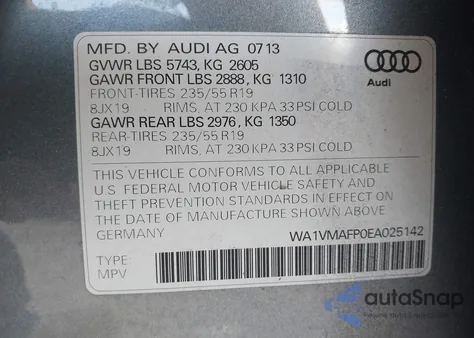 MFD. BY AUDI AG 07 13
GVWR LBS 5743, KG 2605
GAWR FRONT LBS 2888, KG 1310
FRONT-TIRES 235/55 R19
8JX19 RIMS, AT 230 KPA 33 PSI COLD
GAWR REAR LBS 2976, KG 1350
REAR-TIRES 235/55 R19
8JX19 RIMS, AT 230 KPA 33 PSI COLD
Audi
THIS VEHICLE CONFORMS TO ALL APPLICABLE
U.S. FEDERAL MOTOR VEHICLE SAFETY AND
THEFT PREVENTION STANDARDS IN EFFECT ON
THE DATE OF MANUFACTURE SHOWN ABOVE.
GERMANY WA1VMAFP0EA025142
TYPE:
MPV
autoSnap